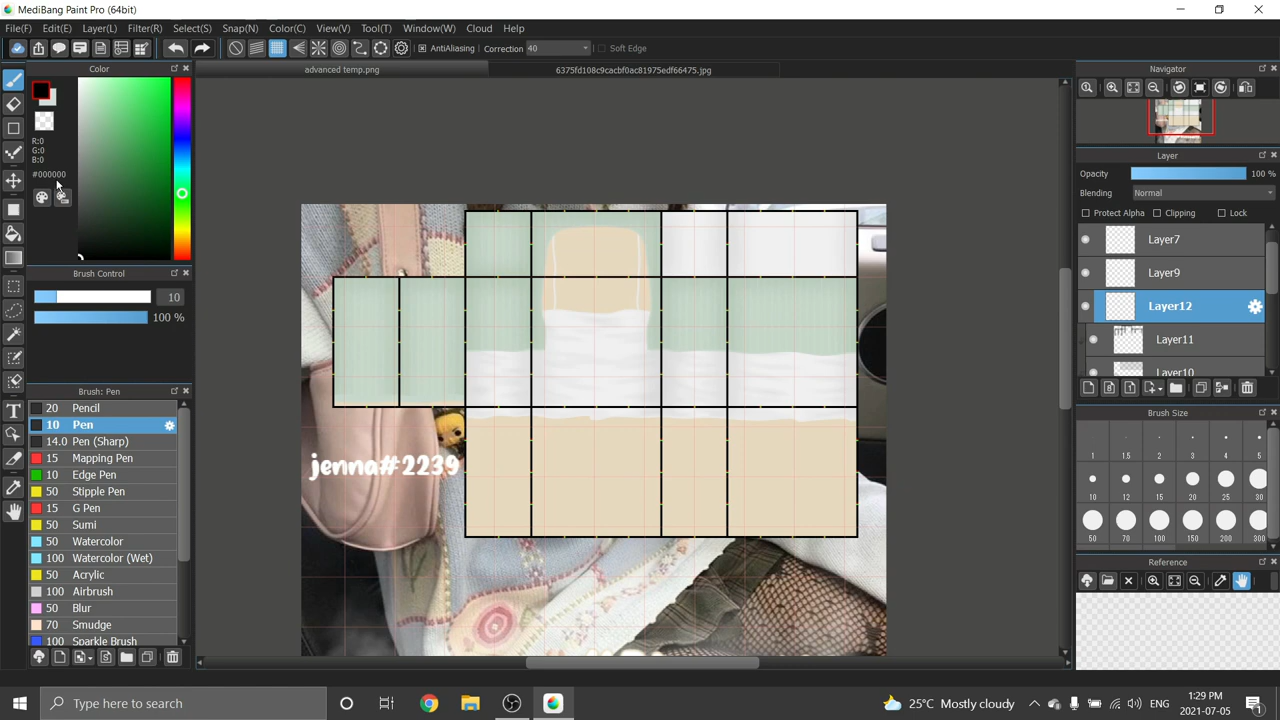 MediBang Paint Pro (64bit)
File(F) Edit(E) Layer(L) Filter(R) Select(S) Snap(N) Color(C) View(V) Tool(T) Window(W) Cloud Help
AntiAliasing Correction 40 Soft Edge
Color
advanced temp.png
6375fd108c9cacbf0ac81975edf66475.jpg
Navigator
R:0
G:0
B:0
#000000
Layer
Opacity 100 %
Blending Normal
Protect Alpha Clipping Lock
Layer7
Layer9
Layer12
Layer11
Layer10
Brush Control
10
100 %
Brush: Pen
20 Pencil
10 Pen
14.0 Pen (Sharp)
15 Mapping Pen
10 Edge Pen
50 Stipple Pen
15 G Pen
50 Sumi
50 Watercolor
100 Watercolor (Wet)
50 Acrylic
100 Airbrush
50 Blur
70 Smudge
100 Sparkle Brush
jenna#2239
Brush Size
1 1.5 2 3 4 5
10 12 15 20 25 30
50 70 100 150 200 300
Reference
Type here to search
25°C Mostly cloudy
ENG
1:29 PM
2021-07-05
1